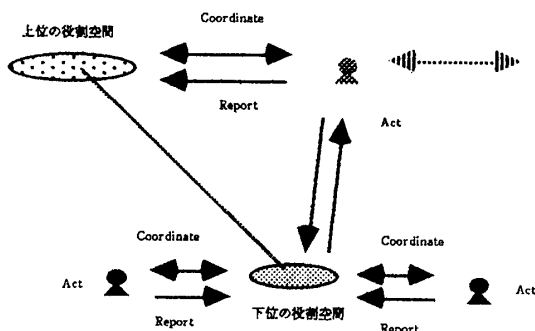 Coordinate
上位の役割空間
Report
Act
Coordinate
Coordinate
Act
Act
Report
下位の役割空間
Report